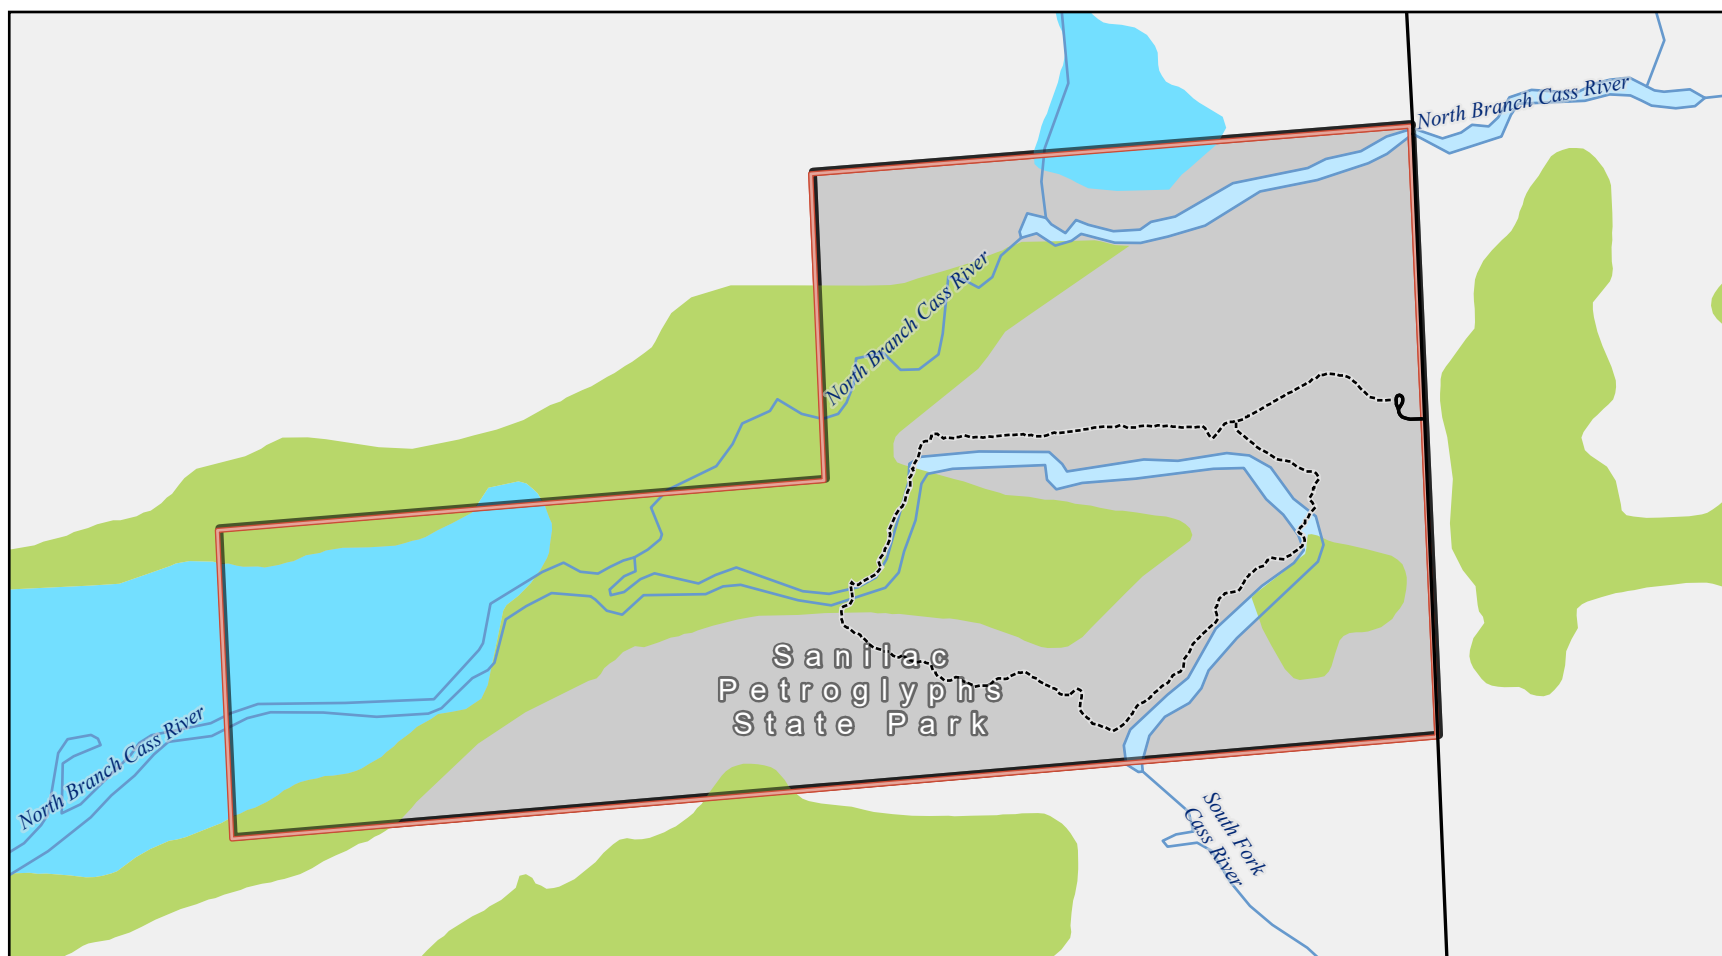 North Branch Cass River
North Branch Cass River
Sanilac
Petroglyphs
State Park
North Branch Cass River
South Fork
Cass River